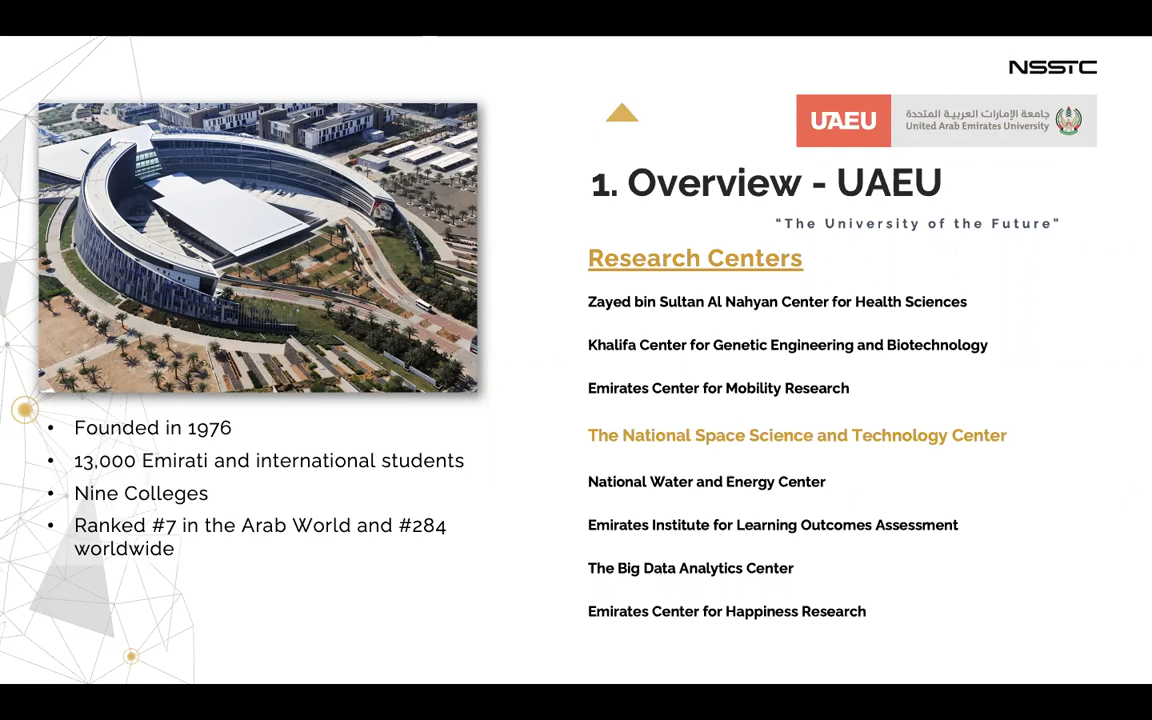 NSSTC
UAEU
جامعة الإمارات العربية المتحدة
United Arab Emirates University
1. Overview - UAEU
"The University of the Future"
Research Centers
Zayed bin Sultan Al Nahyan Center for Health Sciences
Khalifa Center for Genetic Engineering and Biotechnology
Emirates Center for Mobility Research
The National Space Science and Technology Center
National Water and Energy Center
Emirates Institute for Learning Outcomes Assessment
The Big Data Analytics Center
Emirates Center for Happiness Research
• Founded in 1976
• 13,000 Emirati and international students
• Nine Colleges
• Ranked #7 in the Arab World and #284
worldwide